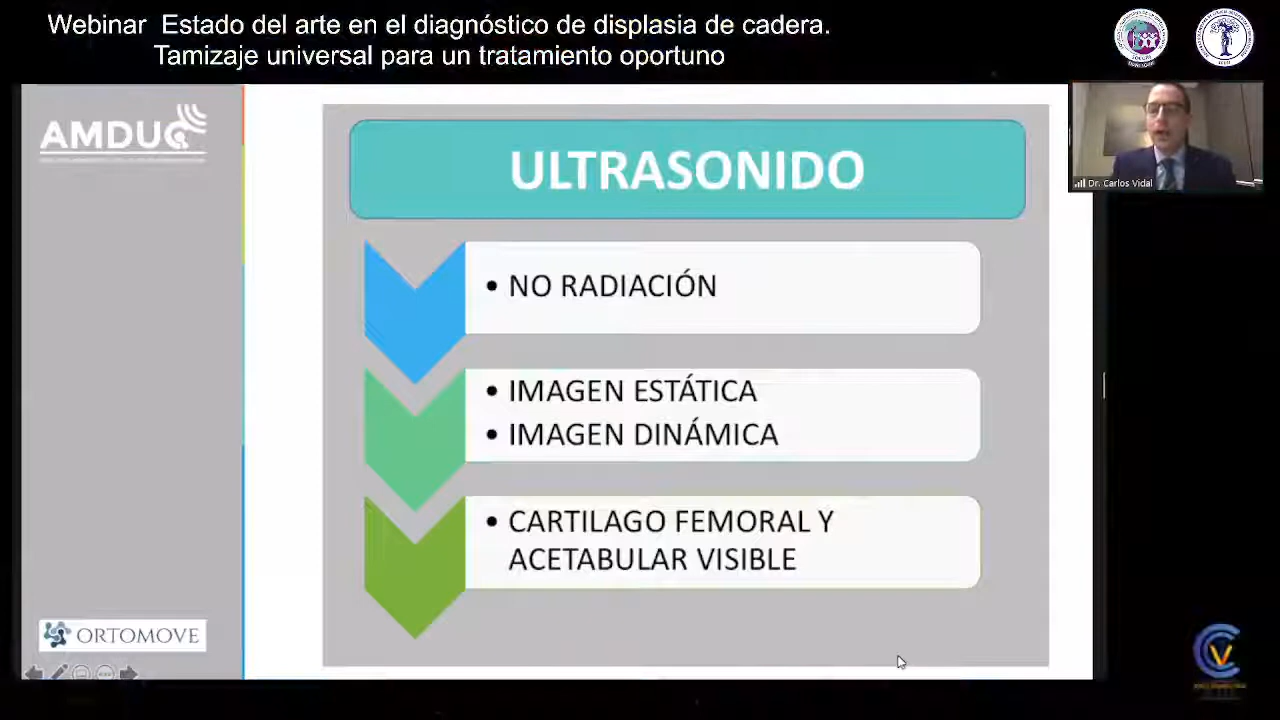 Webinar Estado del arte en el diagnóstico de displasia de cadera.
Tamizaje universal para un tratamiento oportuno
AMDUC
ULTRASONIDO
• NO RADIACIÓN
• IMAGEN ESTÁTICA
• IMAGEN DINÁMICA
• CARTILAGO FEMORAL Y
ACETABULAR VISIBLE
Dr. Carlos Vidal
ORTOMOVE